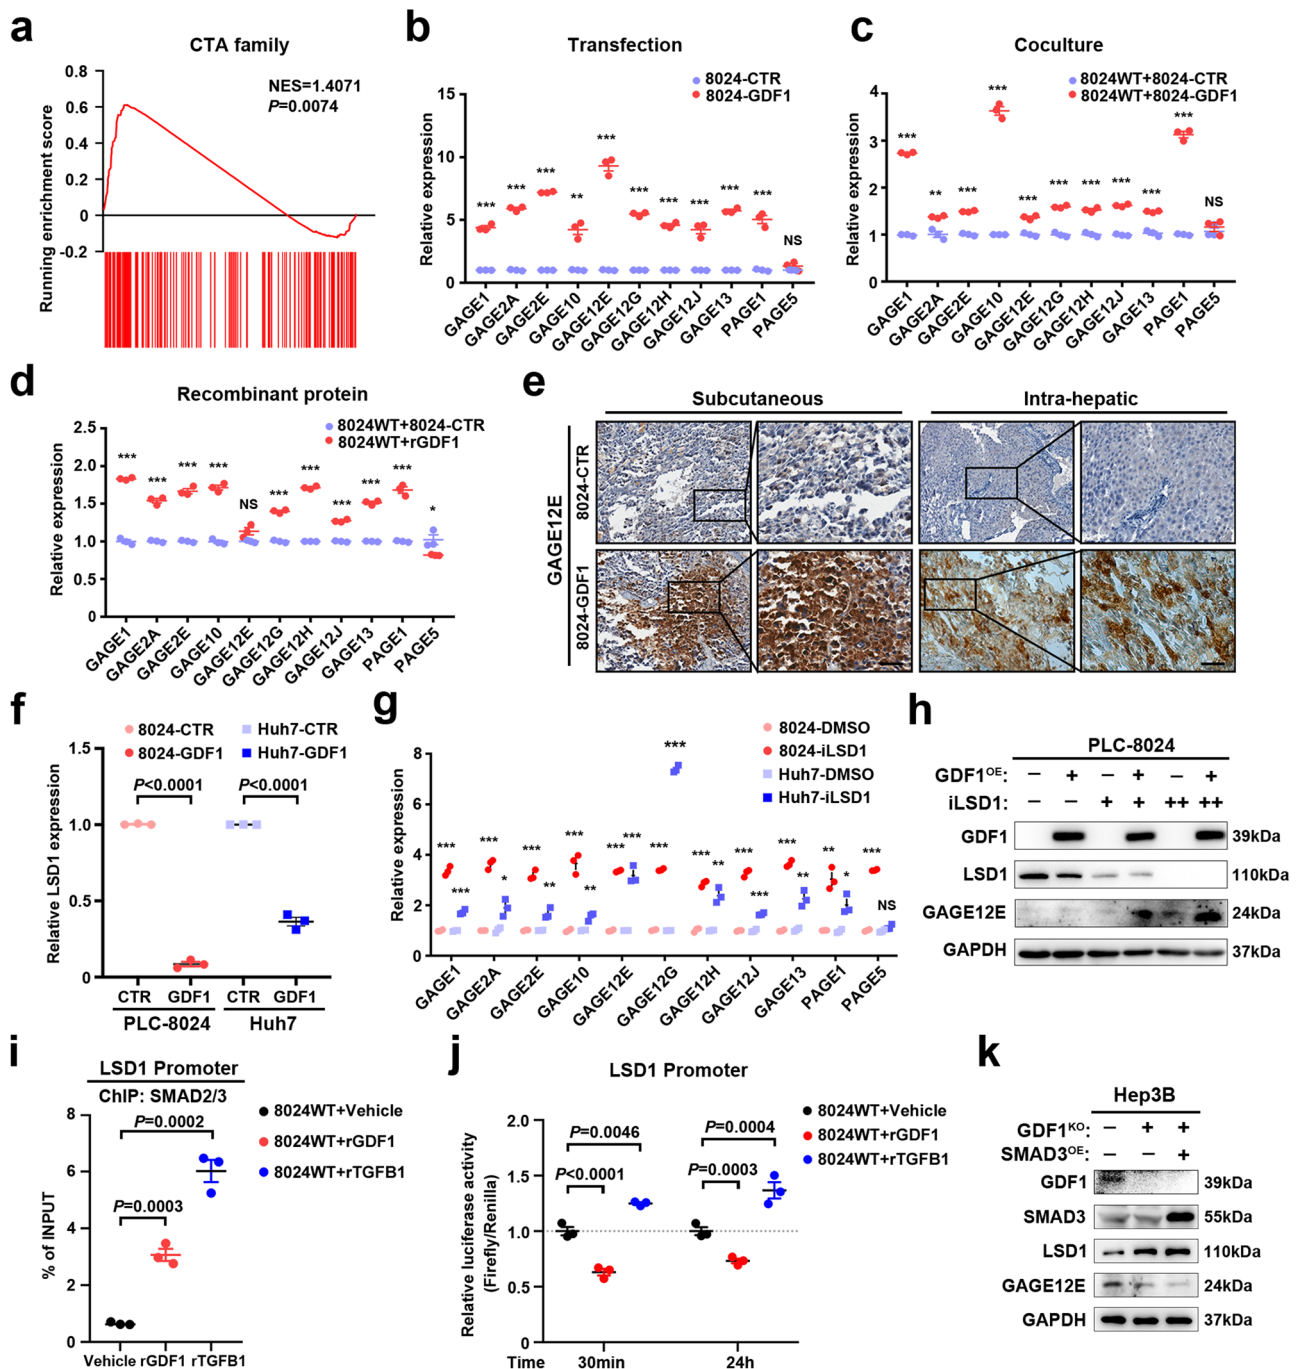 a
CTA family
NES=1.4071
P=0.0074
Running enrichment score
0.8
0.6
0.4
0.2
0
-0.2
b
Transfection
8024-CTR
8024-GDF1
Relative expression
15
10
5
0
*** *** *** ** *** *** *** *** *** *** NS
GAGE1 GAGE2A GAGE2E GAGE10 GAGE12E GAGE12G GAGE12H GAGE12J GAGE13 PAGE1 PAGE5
c
Coculture
8024WT+8024-CTR
8024WT+8024-GDF1
Relative expression
4
3
2
1
0
*** ** *** *** *** *** *** *** *** *** NS
GAGE1 GAGE2A GAGE2E GAGE10 GAGE12E GAGE12G GAGE12H GAGE12J GAGE13 PAGE1 PAGE5
d
Recombinant protein
8024WT+8024-CTR
8024WT+rGDF1
Relative expression
2.5
2.0
1.5
1.0
0.5
0
*** *** *** *** NS *** *** *** *** *** *
GAGE1 GAGE2A GAGE2E GAGE10 GAGE12E GAGE12G GAGE12H GAGE12J GAGE13 PAGE1 PAGE5
e
Subcutaneous Intra-hepatic
GAGE12E
8024-CTR
8024-GDF1
f
8024-CTR Huh7-CTR
8024-GDF1 Huh7-GDF1
Relative LSD1 expression
1.5
1.0
0.5
0
P<0.0001 P<0.0001
CTR GDF1 CTR GDF1
PLC-8024 Huh7
g
8024-DMSO
8024-iLSD1
Huh7-DMSO
Huh7-iLSD1
Relative expression
8
6
4
2
0
*** *** *** * *** ** *** ** *** *** *** *** ** *** *** *** ** ** * *** NS
GAGE1 GAGE2A GAGE2E GAGE10 GAGE12E GAGE12G GAGE12H GAGE12J GAGE13 PAGE1 PAGE5
h
PLC-8024
GDF1OE: − + − + − +
iLSD1: − − + + ++ ++
GDF1 39kDa
LSD1 110kDa
GAGE12E 24kDa
GAPDH 37kDa
i
LSD1 Promoter
ChIP: SMAD2/3
8024WT+Vehicle
8024WT+rGDF1
8024WT+rTGFB1
% of INPUT
8
6
4
2
0
P=0.0002
P=0.0003
Vehicle rGDF1 rTGFB1
j
LSD1 Promoter
8024WT+Vehicle
8024WT+rGDF1
8024WT+rTGFB1
Relative luciferase activity
(Firefly/Renilla)
2.0
1.5
1.0
0.5
0
P=0.0046 P=0.0004
P<0.0001 P=0.0003
Time 30min 24h
k
Hep3B
GDF1KO: − + +
SMAD3OE: − − +
GDF1 39kDa
SMAD3 55kDa
LSD1 110kDa
GAGE12E 24kDa
GAPDH 37kDa